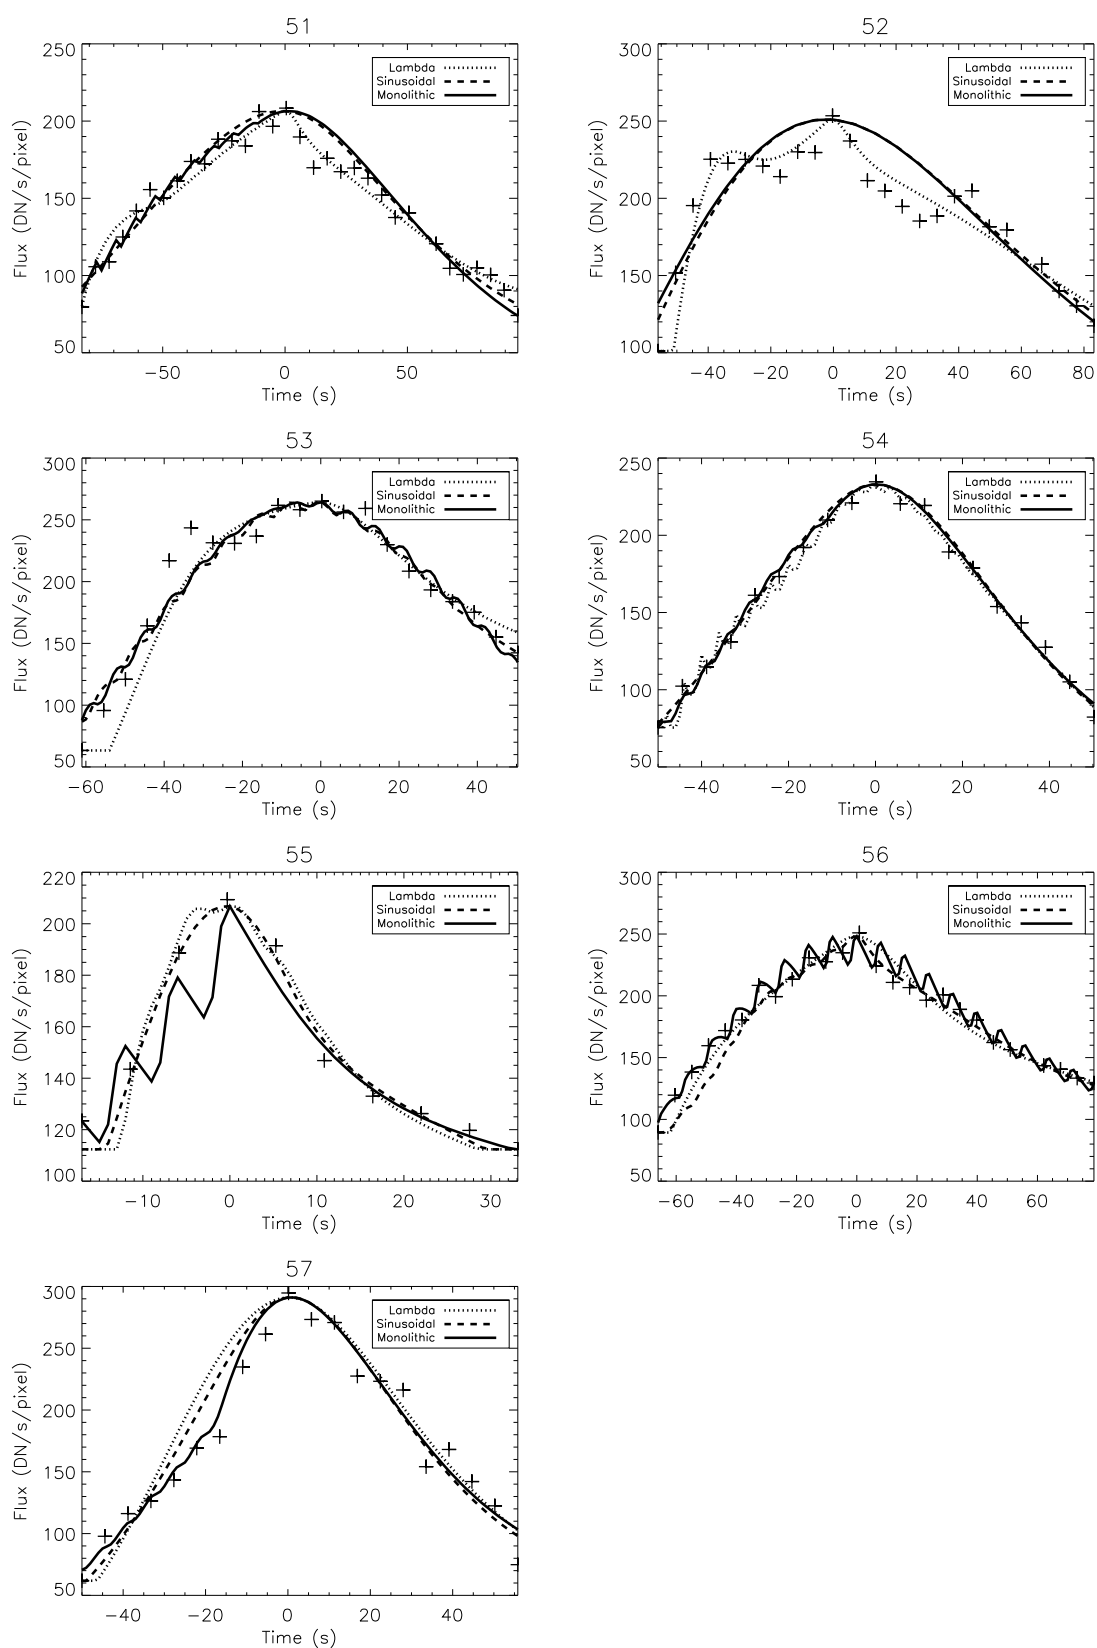 51
52
250
200
150
100
50
Flux (DN/s/pixel)
Lambda
Sinusoidal
Monolithic
−50 0 50
Time (s)
300
250
200
150
100
Flux (DN/s/pixel)
Lambda
Sinusoidal
Monolithic
−40 −20 0 20 40 60 80
Time (s)
53
54
300
250
200
150
100
50
Flux (DN/s/pixel)
Lambda
Sinusoidal
Monolithic
−60 −40 −20 0 20 40
Time (s)
250
200
150
100
50
Flux (DN/s/pixel)
Lambda
Sinusoidal
Monolithic
−40 −20 0 20 40
Time (s)
55
56
220
200
180
160
140
120
100
Flux (DN/s/pixel)
Lambda
Sinusoidal
Monolithic
−10 0 10 20 30
Time (s)
300
250
200
150
100
50
Flux (DN/s/pixel)
Lambda
Sinusoidal
Monolithic
−60 −40 −20 0 20 40 60
Time (s)
57
300
250
200
150
100
50
Flux (DN/s/pixel)
Lambda
Sinusoidal
Monolithic
−40 −20 0 20 40
Time (s)